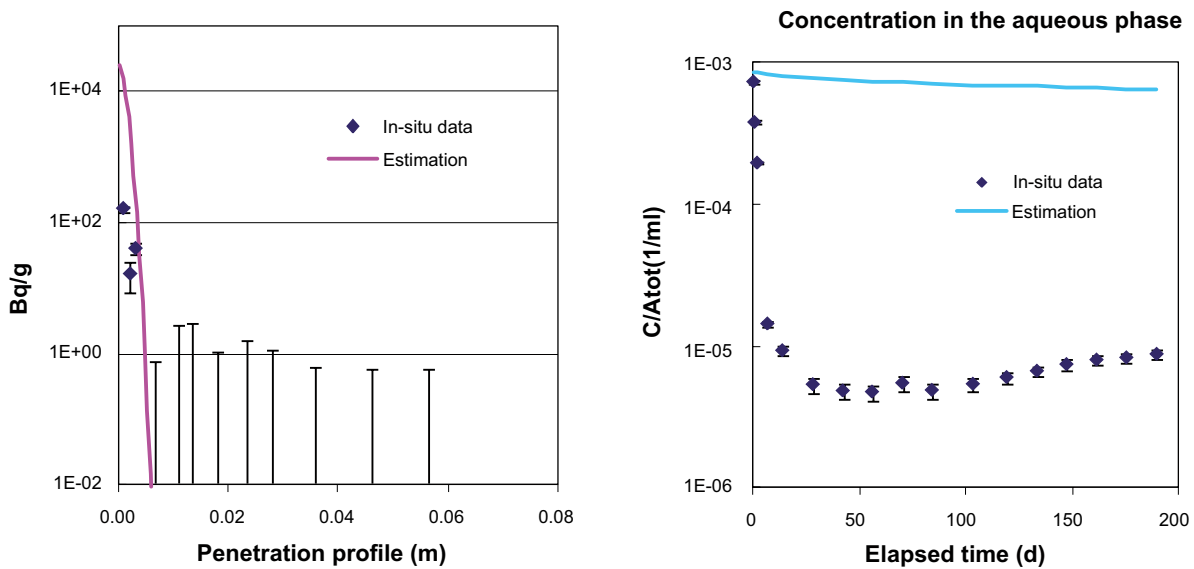 1E+04
1E+02
1E+00
1E-02
0.00
0.02
0.04
0.06
0.08
Bq/g
Penetration profile (m)
In-situ data
Estimation
Concentration in the aqueous phase
1E-03
1E-04
1E-05
1E-06
0
50
100
150
200
C/Atot(1/ml)
Elapsed time (d)
In-situ data
Estimation